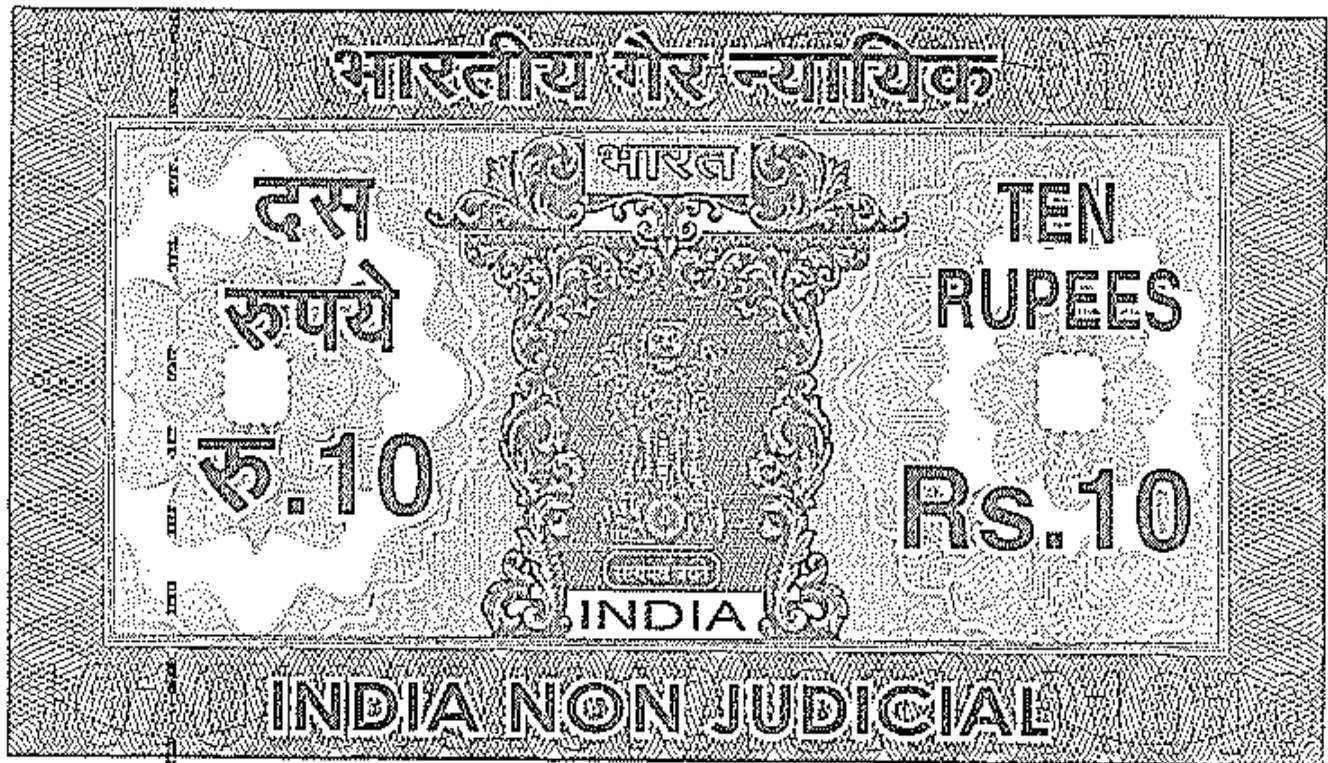 भारतीय गैर न्यायिक
भारत
दस
रुपये
रु.10
TEN
RUPEES
Rs.10
INDIA
INDIA NON JUDICIAL